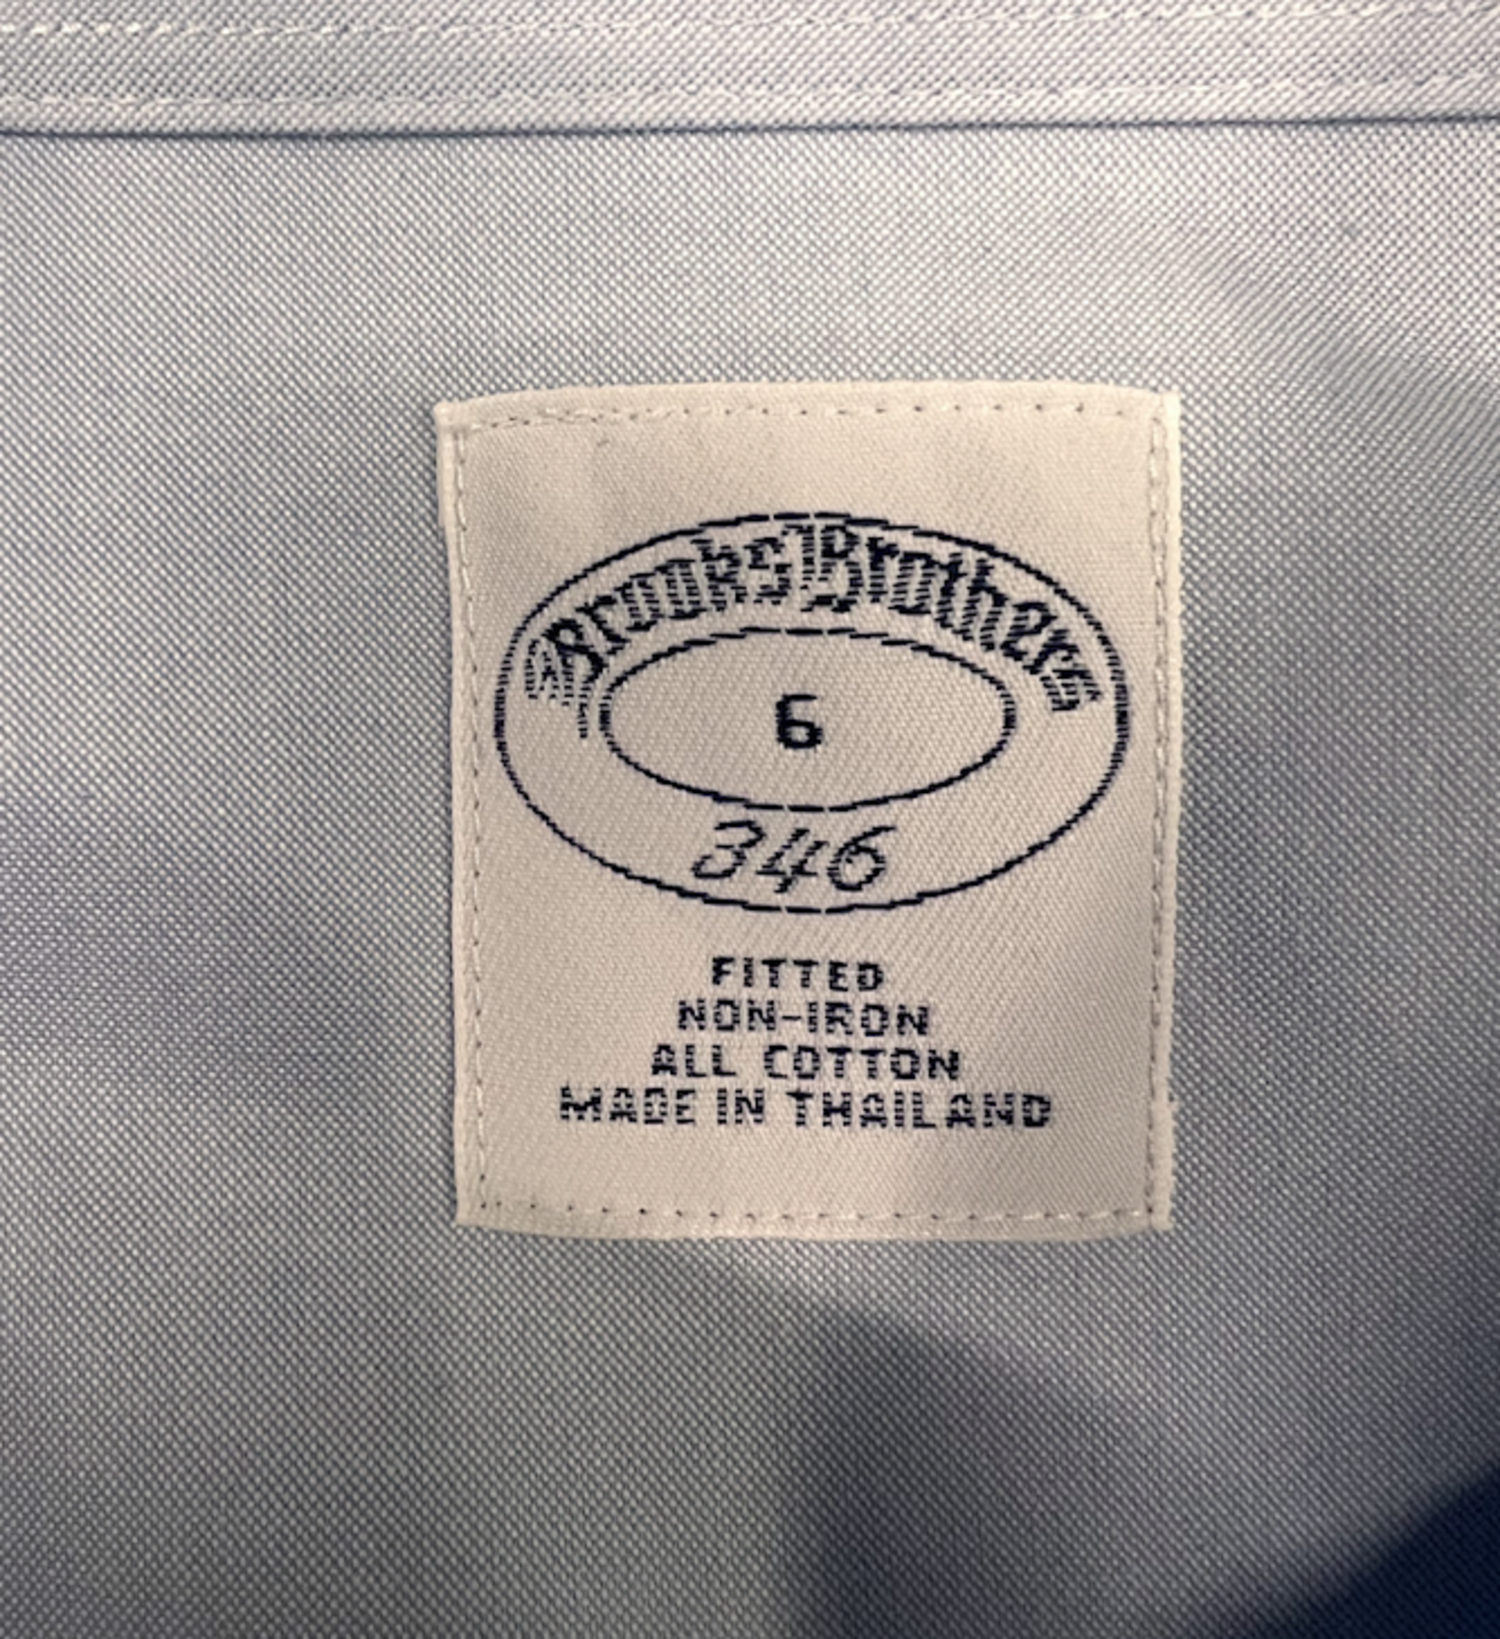 Brooks Brothers
6
346
FITTED
NON-IRON
ALL COTTON
MADE IN THAILAND